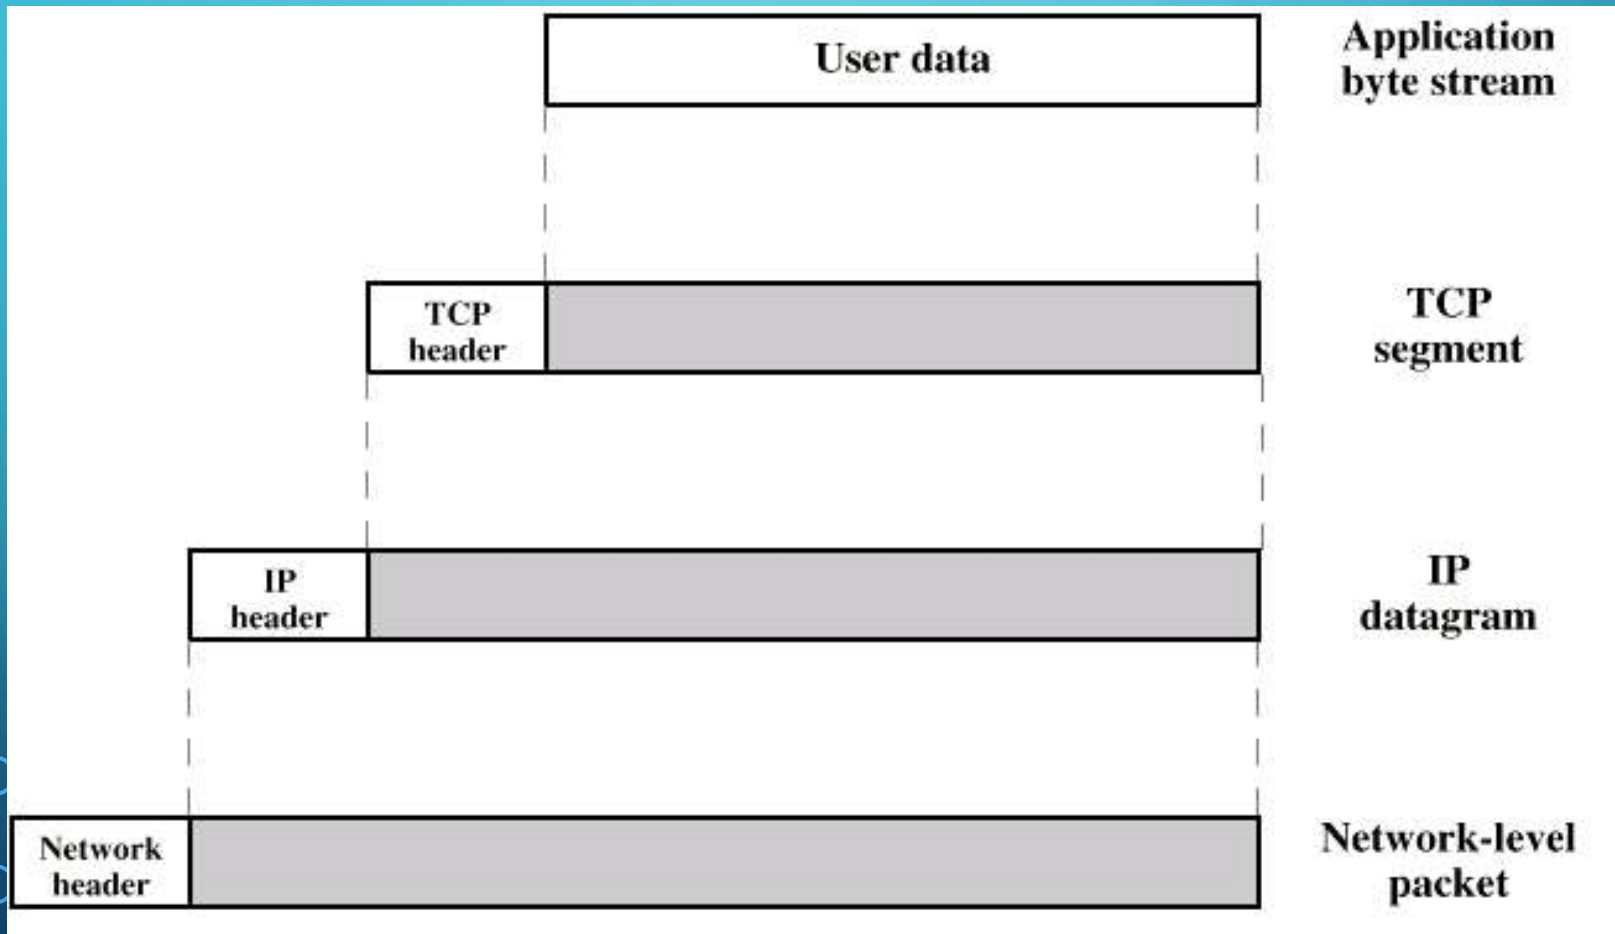 User data
Application
byte stream
TCP
header
TCP
segment
IP
header
IP
datagram
Network
header
Network-level
packet